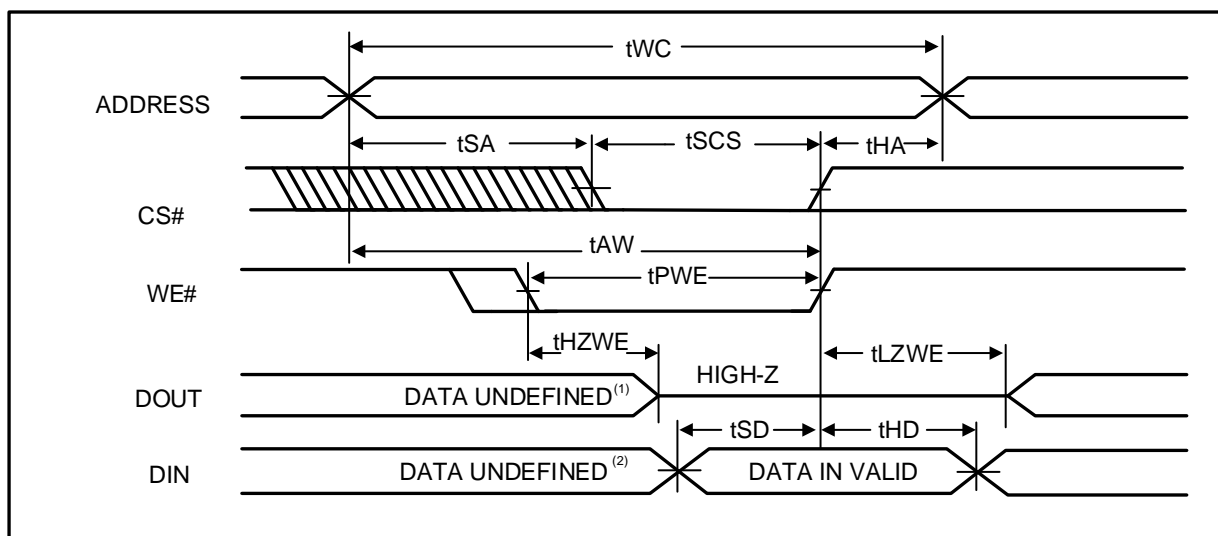 tWC
ADDRESS
tSA
tSCS
tHA
CS#
tAW
tPWE
WE#
tHZWE
tLZWE
HIGH-Z
DOUT
DATA UNDEFINED(1)
tSD
tHD
DIN
DATA UNDEFINED (2)
DATA IN VALID